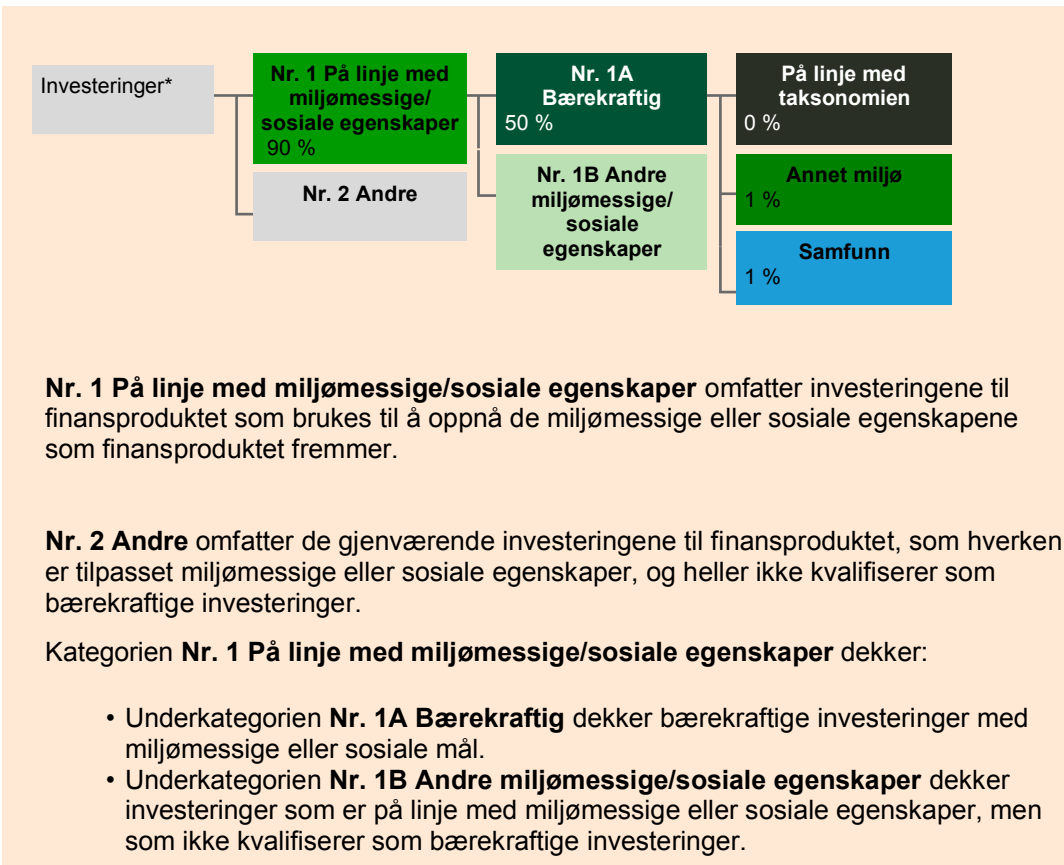 Investeringer*
Nr. 1 På linje med
miljømessige/
sosiale egenskaper
90 %
Nr. 2 Andre
Nr. 1A
Bærekraftig
50 %
Nr. 1B Andre
miljømessige/
sosiale
egenskaper
På linje med
taksonomien
0 %
Annet miljø
1 %
Samfunn
1 %
Nr. 1 På linje med miljømessige/sosiale egenskaper omfatter investeringene til
finansproduktet som brukes til å oppnå de miljømessige eller sosiale egenskapene
som finansproduktet fremmer.
Nr. 2 Andre omfatter de gjenværende investeringene til finansproduktet, som hverken
er tilpasset miljømessige eller sosiale egenskaper, og heller ikke kvalifiserer som
bærekraftige investeringer.
Kategorien Nr. 1 På linje med miljømessige/sosiale egenskaper dekker:
• Underkategorien Nr. 1A Bærekraftig dekker bærekraftige investeringer med
miljømessige eller sosiale mål.
• Underkategorien Nr. 1B Andre miljømessige/sosiale egenskaper dekker
investeringer som er på linje med miljømessige eller sosiale egenskaper, men
som ikke kvalifiserer som bærekraftige investeringer.